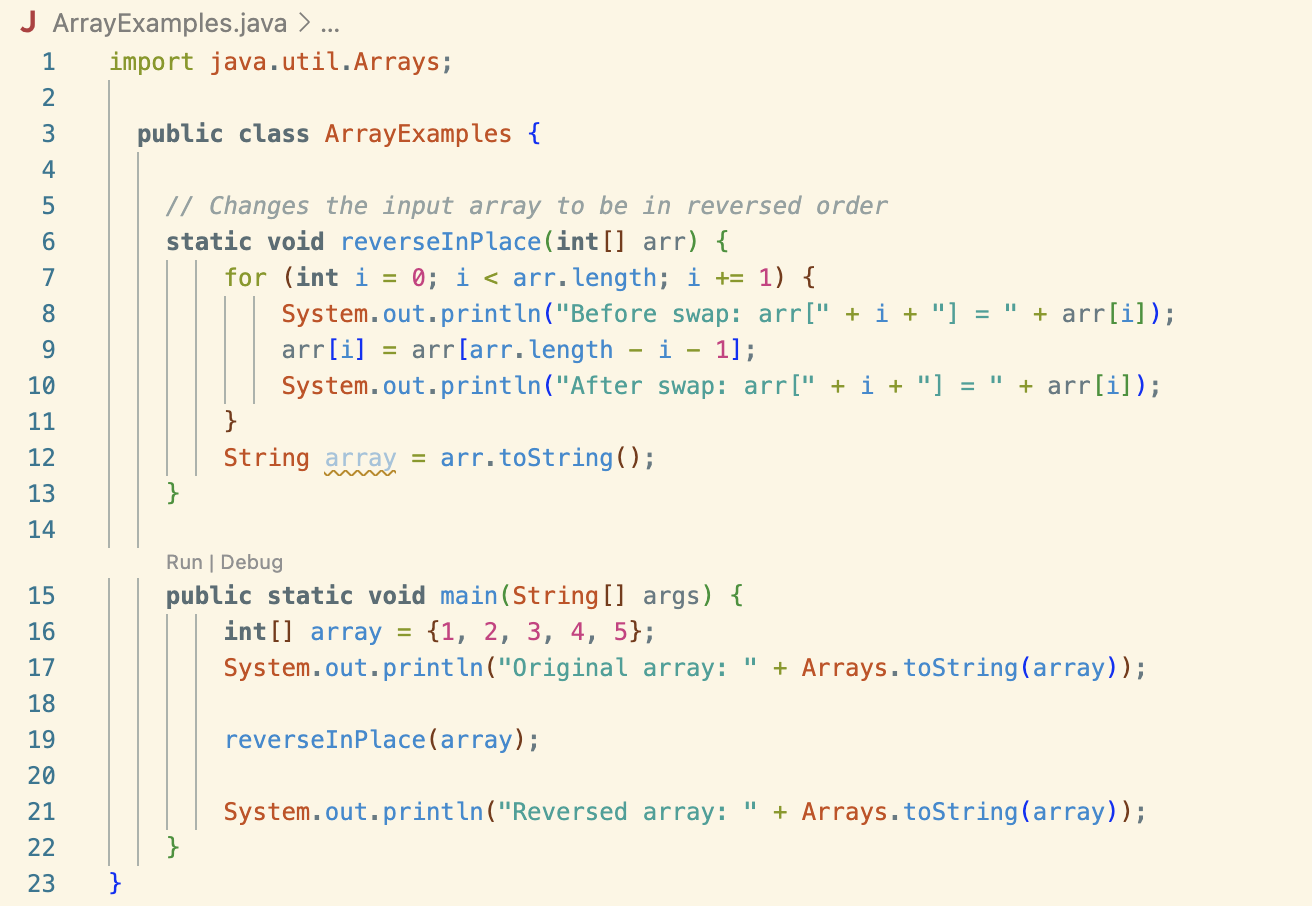 J ArrayExamples.java > ...
1 import java.util.Arrays;
2
3 public class ArrayExamples {
4
5 // Changes the input array to be in reversed order
6 static void reverseInPlace(int[] arr) {
7 for (int i = 0; i < arr.length; i += 1) {
8 System.out.println("Before swap: arr[" + i + "] = " + arr[i]);
9 arr[i] = arr[arr.length - i - 1];
10 System.out.println("After swap: arr[" + i + "] = " + arr[i]);
11 }
12 String array = arr.toString();
13 }
14
Run | Debug
15 public static void main(String[] args) {
16 int[] array = {1, 2, 3, 4, 5};
17 System.out.println("Original array: " + Arrays.toString(array));
18
19 reverseInPlace(array);
20
21 System.out.println("Reversed array: " + Arrays.toString(array));
22 }
23 }